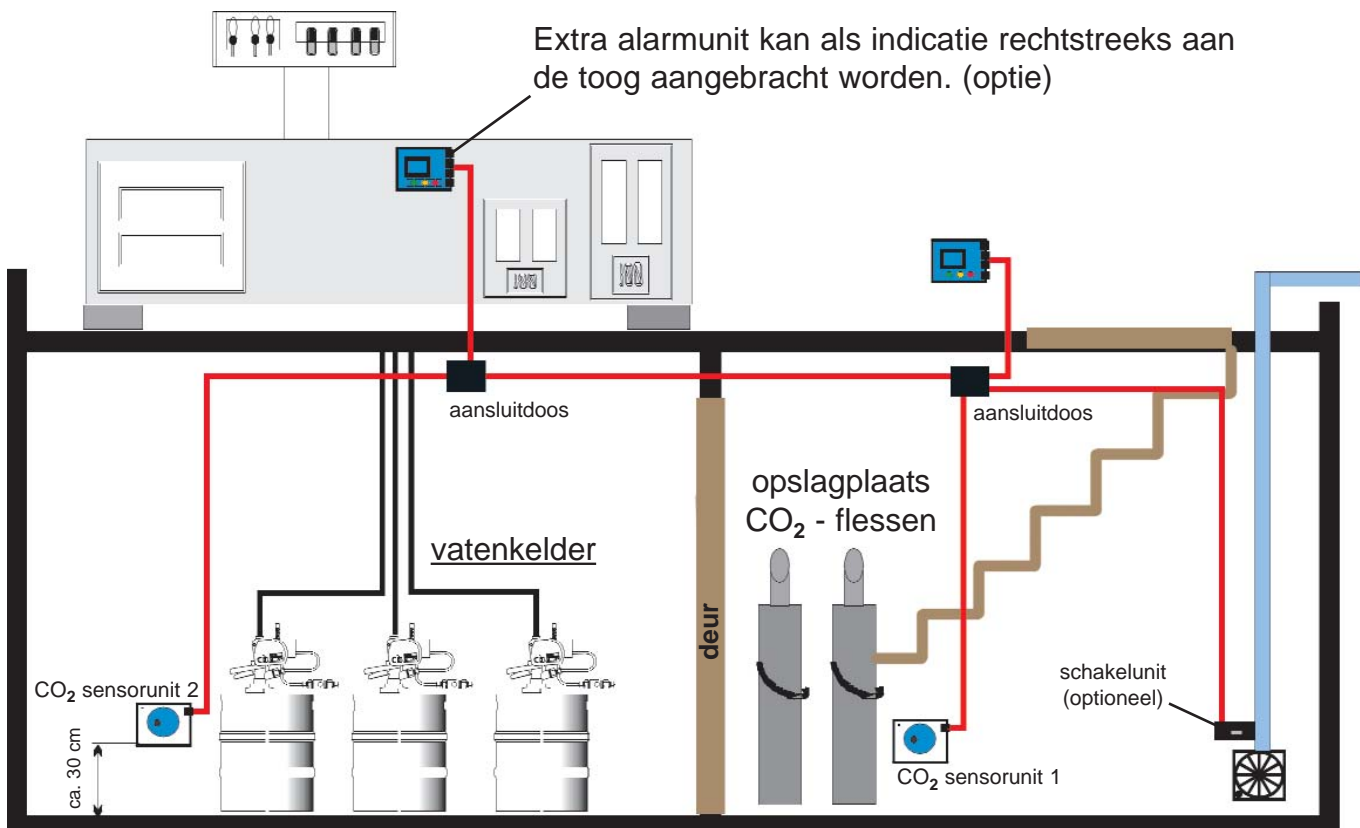 Extra alarmunit kan als indicatie rechtstreeks aan
de toog aangebracht worden. (optie)
aansluitdoos
aansluitdoos
opslagplaats
CO₂ - flessen
vatenkelder
deur
schakelunit
(optioneel)
CO₂ sensorunit 2
ca. 30 cm
CO₂ sensorunit 1